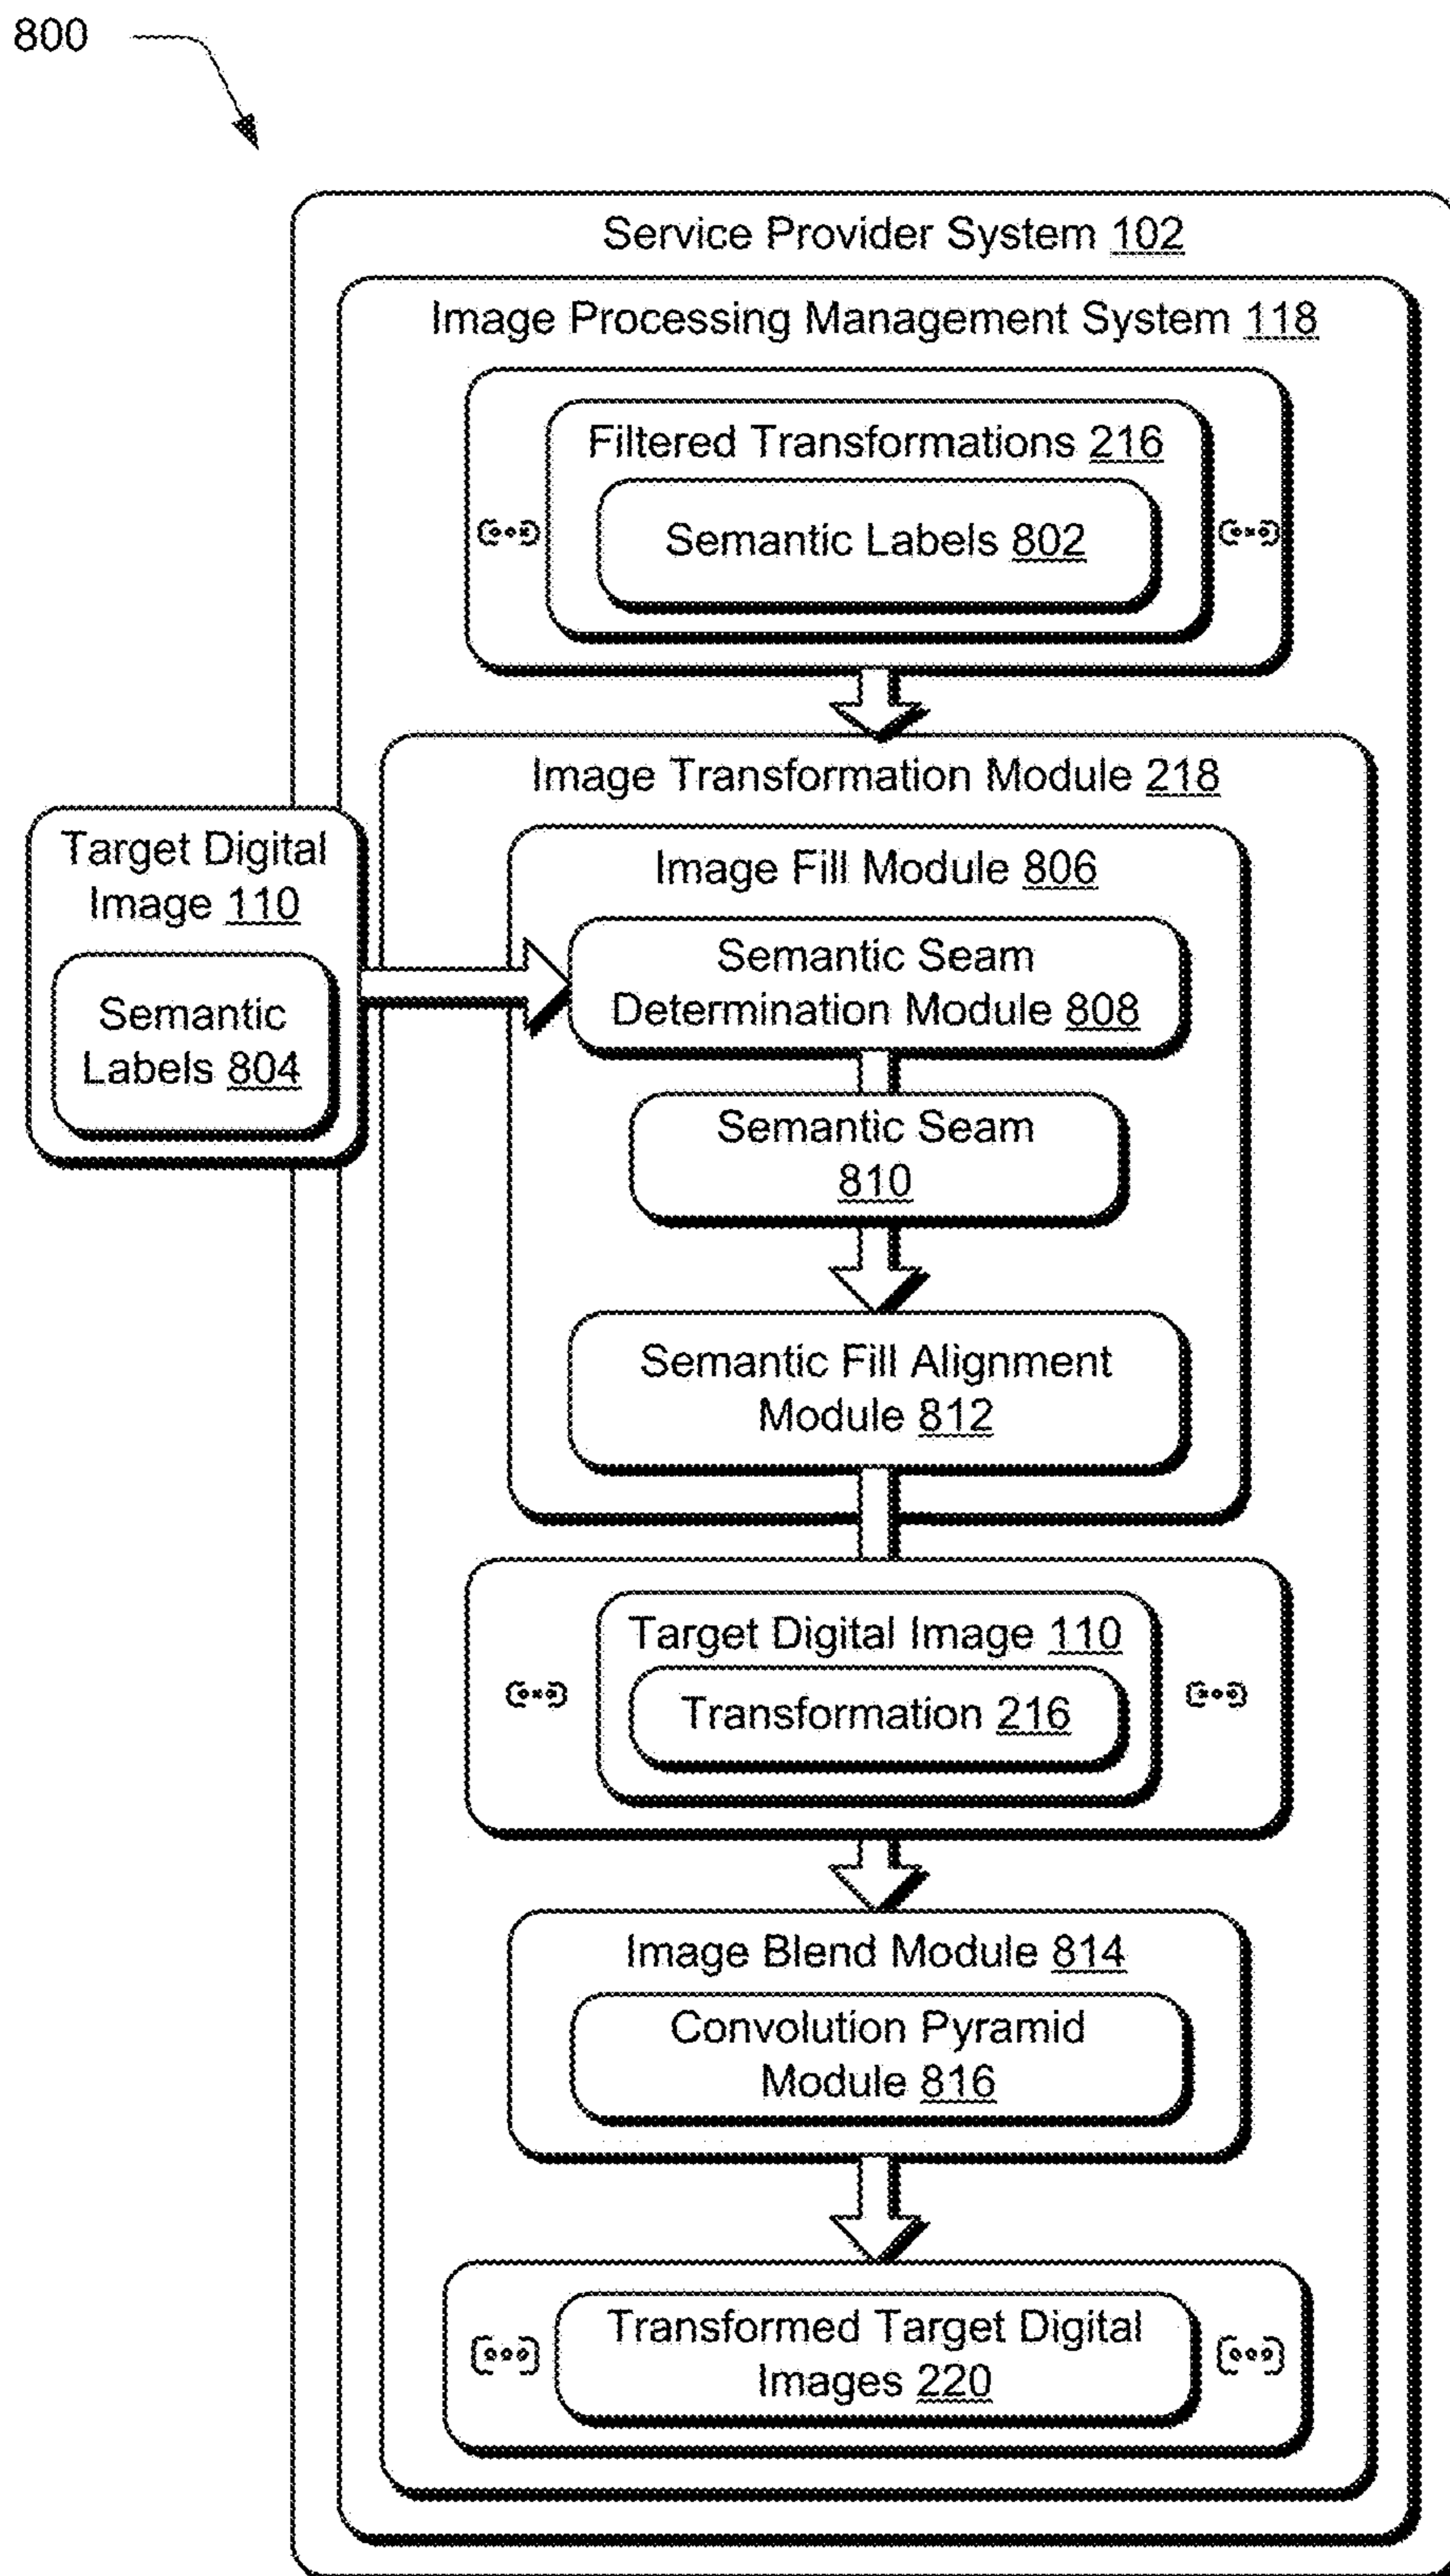 800
Service Provider System 102
Image Processing Management System 118
Filtered Transformations 216
Semantic Labels 802
Image Transformation Module 218
Target Digital
Image 110
Semantic
Labels 804
Image Fill Module 806
Semantic Seam
Determination Module 808
Semantic Seam
810
Semantic Fill Alignment
Module 812
Target Digital Image 110
Transformation 216
Image Blend Module 814
Convolution Pyramid
Module 816
Transformed Target Digital
Images 220